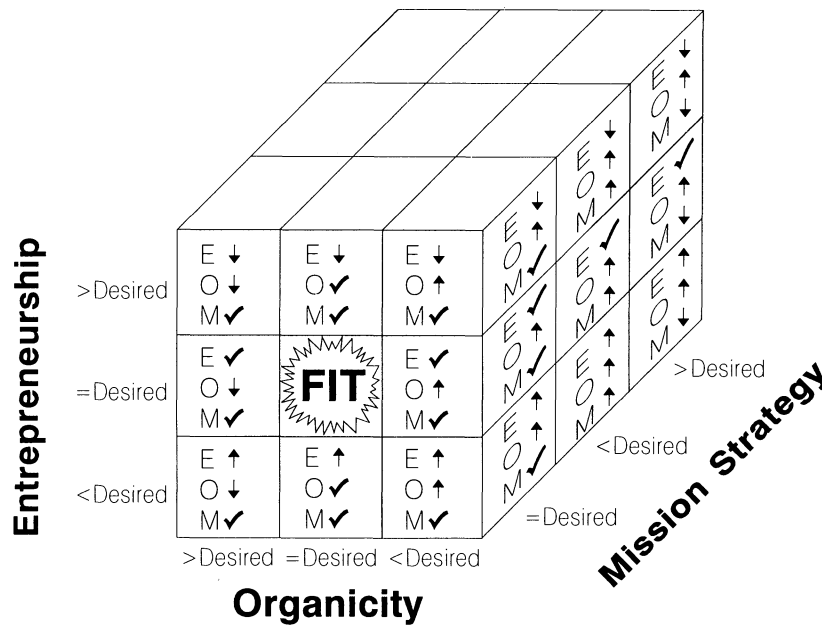 Entrepreneurship
>Desired
=Desired
<Desired
E ↓
O ↓
M ✓
E ↓
O ✓
M ✓
E ↓
O ↑
M ✓
E ✓
O ↓
M ✓
FIT
E ✓
O ↑
M ✓
E ↑
O ↓
M ✓
E ↑
O ✓
M ✓
E ↑
O ↑
M ✓
E ↓
O ↑
M ✓
E ↓
O ↑
M ↑
E ↓
O ↑
M ↓
E ✓
O ↑
M ✓
E ✓
O ↑
M ↑
E ✓
O ↑
M ↓
E ↑
O ↑
M ✓
E ↑
O ↑
M ↑
E ↑
O ↑
M ↓
>Desired
<Desired
=Desired
Mission Strategy
>Desired =Desired <Desired
Organicity